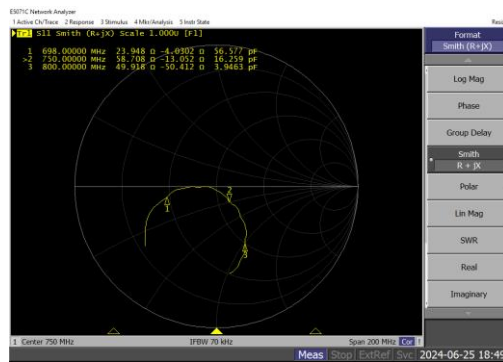 E5071C Network Analyzer
1 Active Ch/Trace 2 Response 3 Stimulus 4 Mkr/Analysis 5 Instr State
Tr1 S11 Smith (R+jX) Scale 1.000U [F1]
1 698.00000 MHz 23.948 Ω -4.0302 Ω 56.577 pF
>2 750.00000 MHz 58.708 Ω -13.052 Ω 16.259 pF
3 800.00000 MHz 49.918 Ω -50.412 Ω 3.9463 pF
1
2
3
Format
Smith (R+jX)
Log Mag
Phase
Group Delay
Smith
R + jX
Polar
Lin Mag
SWR
Real
Imaginary
1 Center 750 MHz IFBW 70 kHz Span 200 MHz Cor !
Meas Stop ExtRef Svc 2024-06-25 18:49